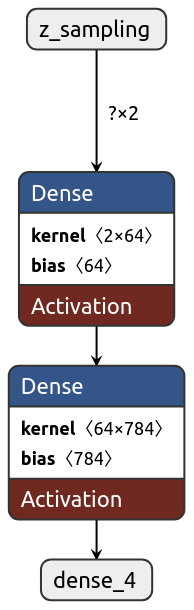 z_sampling
?×2
Dense
kernel 〈2×64〉
bias 〈64〉
Activation
Dense
kernel 〈64×784〉
bias 〈784〉
Activation
dense_4